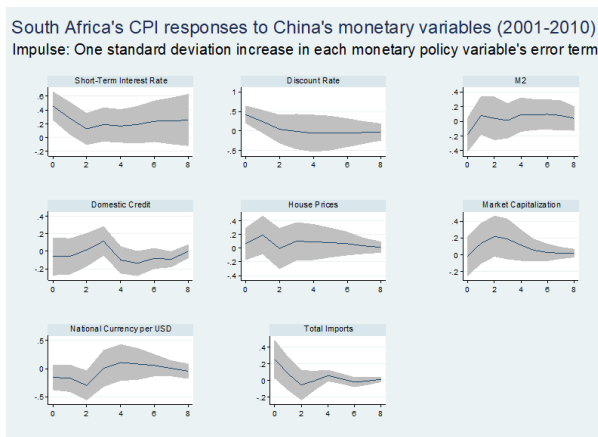 South Africa's CPI responses to China's monetary variables (2001-2010)
Impulse: One standard deviation increase in each monetary policy variable's error term
Short-Term Interest Rate
.6
.4
.2
0
-.2
0 2 4 6 8
Discount Rate
1
.5
0
-.5
0 2 4 6 8
M2
.4
.2
0
-.2
-.4
0 2 4 6 8
Domestic Credit
.4
.2
0
-.2
0 2 4 6 8
House Prices
.4
.2
0
-.2
-.4
0 2 4 6 8
Market Capitalization
.4
.2
0
-.2
0 2 4 6 8
National Currency per USD
.5
0
-.5
0 2 4 6 8
Total Imports
.4
.2
0
-.2
0 2 4 6 8